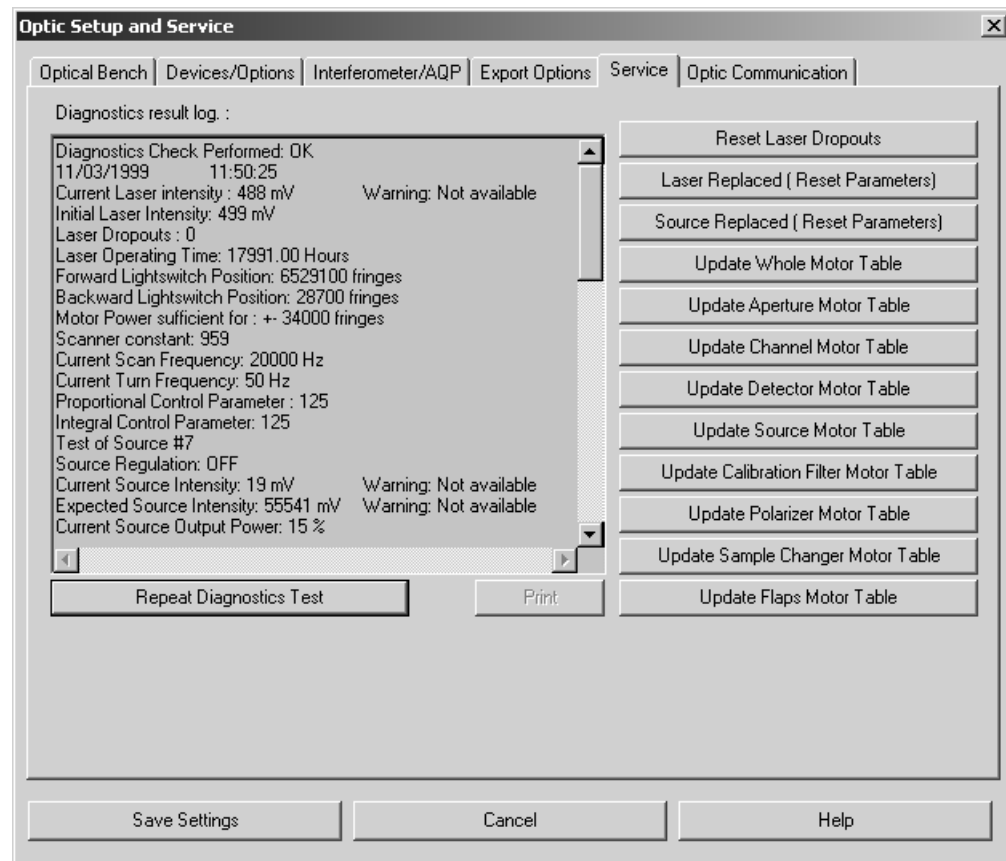 Optic Setup and Service
Optical Bench
Devices/Options
Interferometer/AQP
Export Options
Service
Optic Communication
Diagnostics result log. :
Diagnostics Check Performed: OK
11/03/1999 11:50:25
Current Laser intensity : 488 mV Warning: Not available
Initial Laser Intensity: 499 mV
Laser Dropouts : 0
Laser Operating Time: 17991.00 Hours
Forward Lightswitch Position: 6529100 fringes
Backward Lightswitch Position: 28700 fringes
Motor Power sufficient for : +- 34000 fringes
Scanner constant: 959
Current Scan Frequency: 20000 Hz
Current Turn Frequency: 50 Hz
Proportional Control Parameter : 125
Integral Control Parameter: 125
Test of Source #7
Source Regulation: OFF
Current Source Intensity: 19 mV Warning: Not available
Expected Source Intensity: 55541 mV Warning: Not available
Current Source Output Power: 15 %
Repeat Diagnostics Test
Print
Reset Laser Dropouts
Laser Replaced ( Reset Parameters)
Source Replaced ( Reset Parameters)
Update Whole Motor Table
Update Aperture Motor Table
Update Channel Motor Table
Update Detector Motor Table
Update Source Motor Table
Update Calibration Filter Motor Table
Update Polarizer Motor Table
Update Sample Changer Motor Table
Update Flaps Motor Table
Save Settings
Cancel
Help